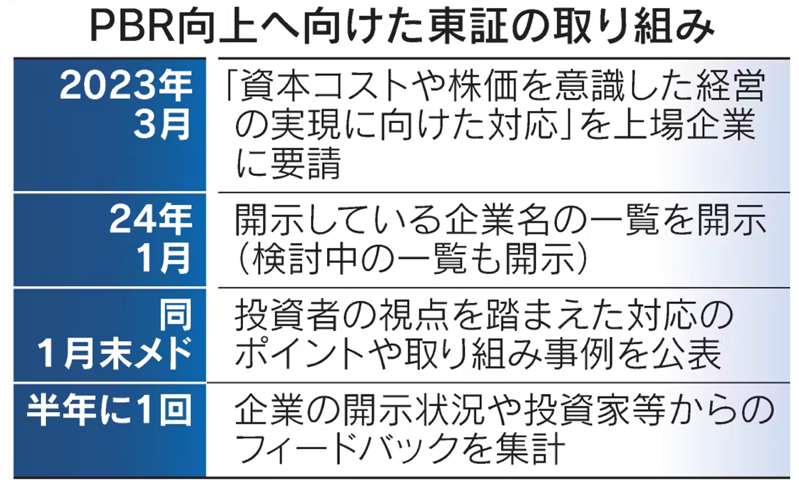 PBR向上へ向けた東証の取り組み
2023年
3月
「資本コストや株価を意識した経営
の実現に向けた対応」を上場企業
に要請
24年
1月
開示している企業名の一覧を開示
（検討中の一覧も開示）
同
1月末メド
投資者の視点を踏まえた対応の
ポイントや取り組み事例を公表
半年に1回
企業の開示状況や投資家等からの
フィードバックを集計